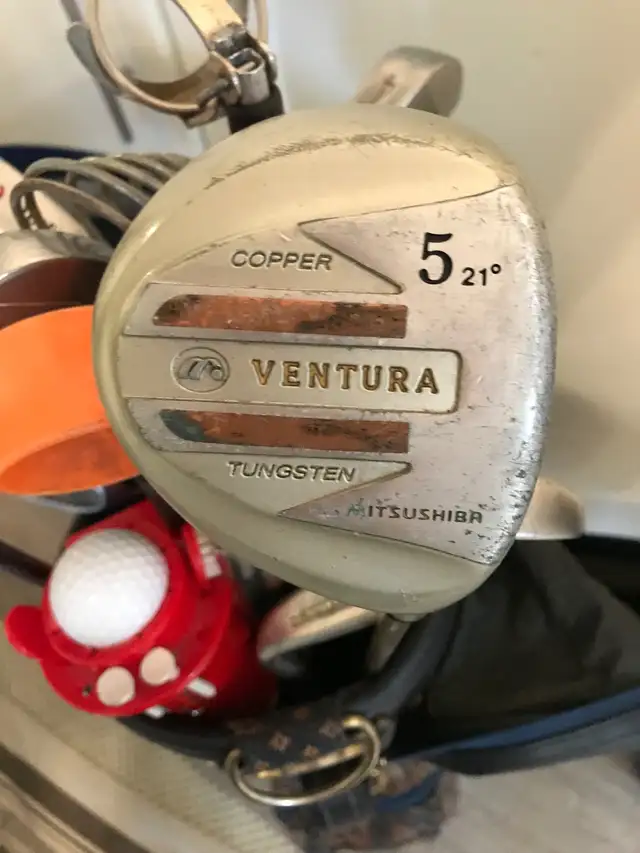 COPPER
5 21°
VENTURA
TUNGSTEN
MITSUSHIBA